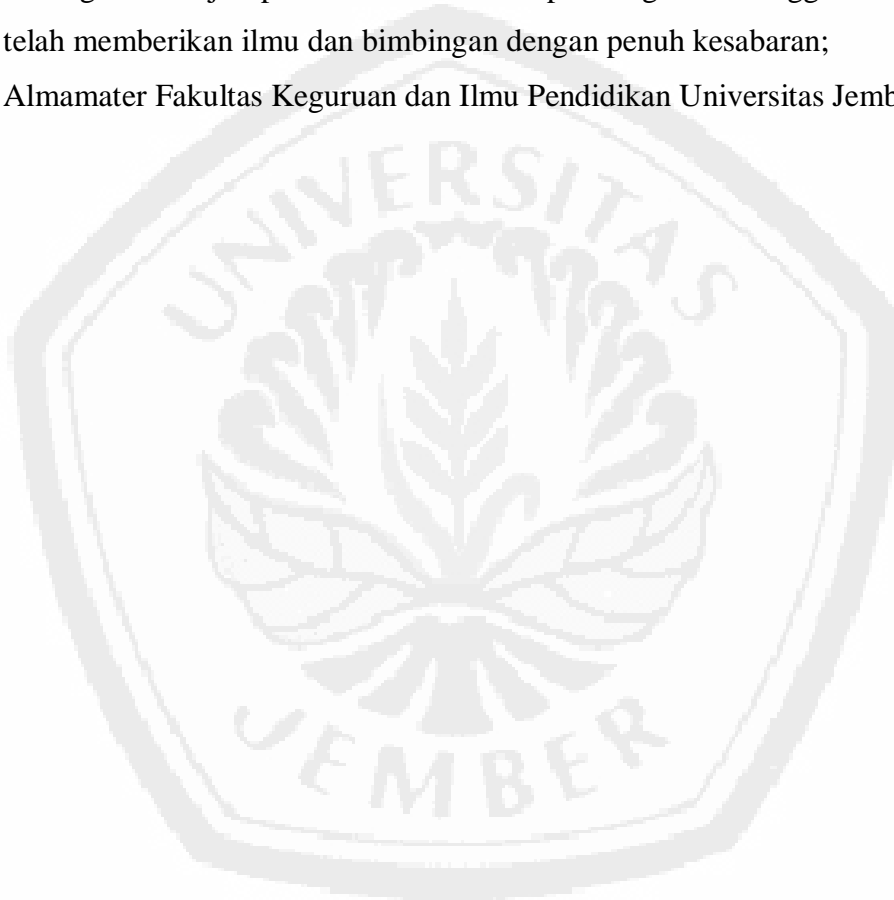 telah memberikan ilmu dan bimbingan dengan penuh kesabaran;
Almamater Fakultas Keguruan dan Ilmu Pendidikan Universitas Jemb
UNIVERSITAS
JEMBER